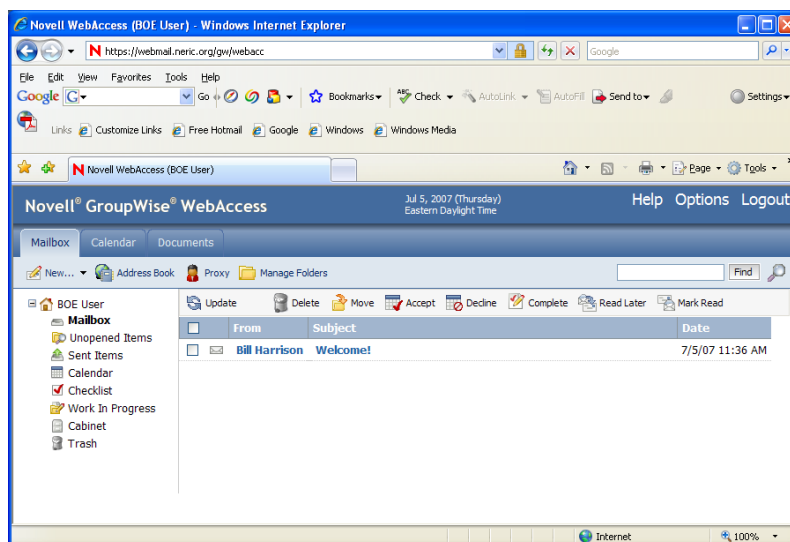 Novell WebAccess (BOE User) - Windows Internet Explorer
https://webmail.neric.org/gw/webacc
Google
File Edit View Favorites Tools Help
Google G Go Bookmarks ABC Check AutoLink AutoFill Send to Settings
Links Customize Links Free Hotmail Google Windows Windows Media
Novell WebAccess (BOE User) Page Tools
Novell® GroupWise® WebAccess
Jul 5, 2007 (Thursday)
Eastern Daylight Time
Help Options Logout
Mailbox Calendar Documents
New... Address Book Proxy Manage Folders Find
BOE User
Mailbox
Unopened Items
Sent Items
Calendar
Checklist
Work In Progress
Cabinet
Trash
Update Delete Move Accept Decline Complete Read Later Mark Read
From Subject Date
Bill Harrison Welcome! 7/5/07 11:36 AM
Internet 100%